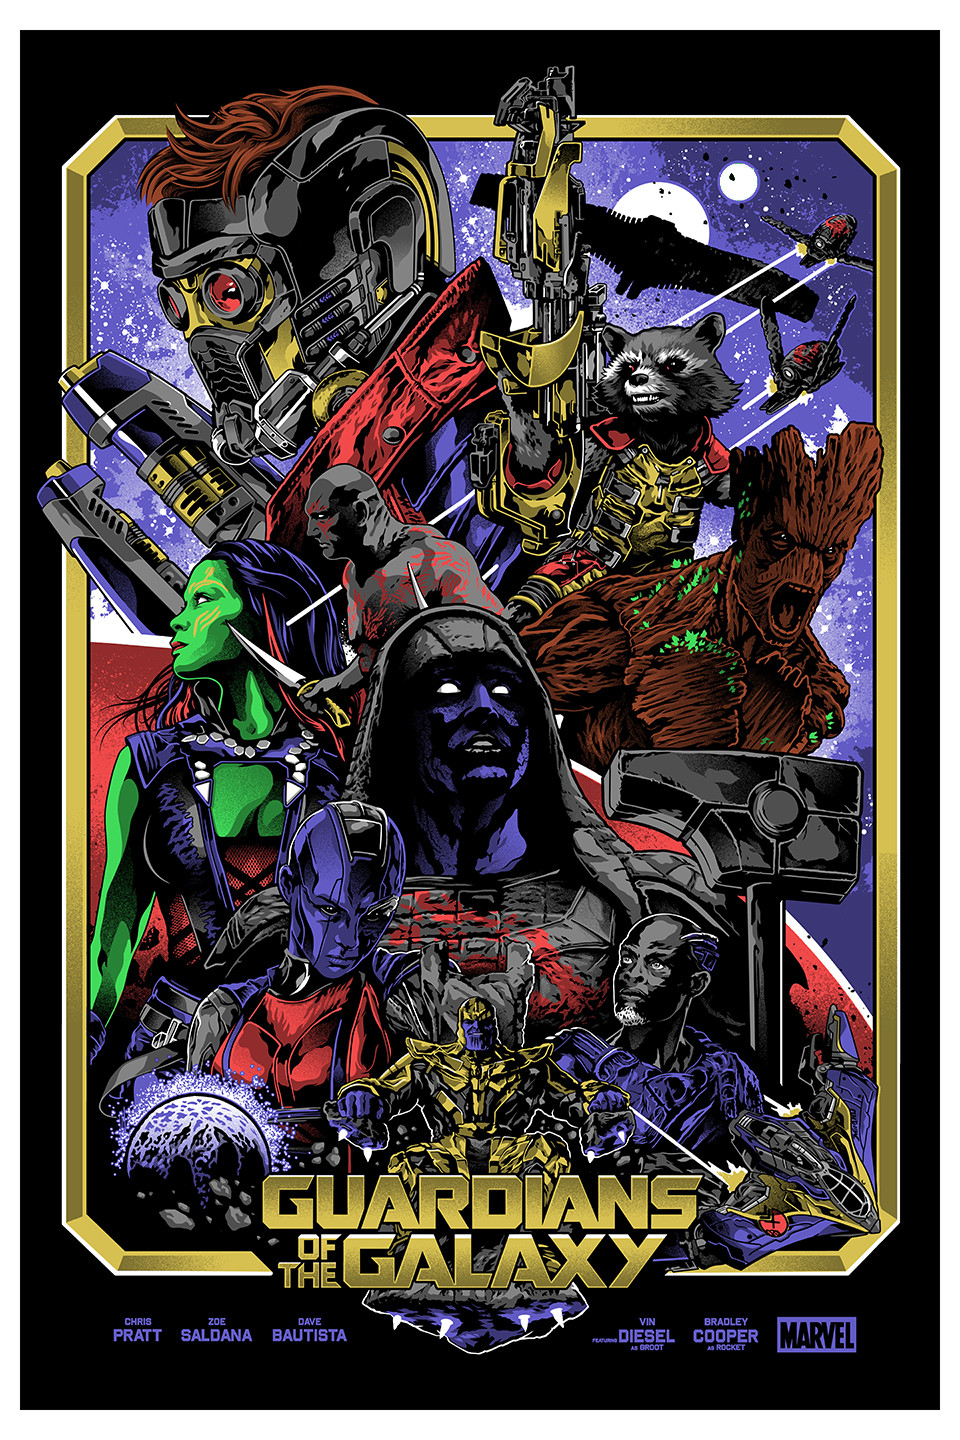 GUARDIANS
OF THE GALAXY
CHRIS PRATT
ZOE SALDANA
DAVE BAUTISTA
FEATURING VIN DIESEL AS GROOT
BRADLEY COOPER AS ROCKET
MARVEL